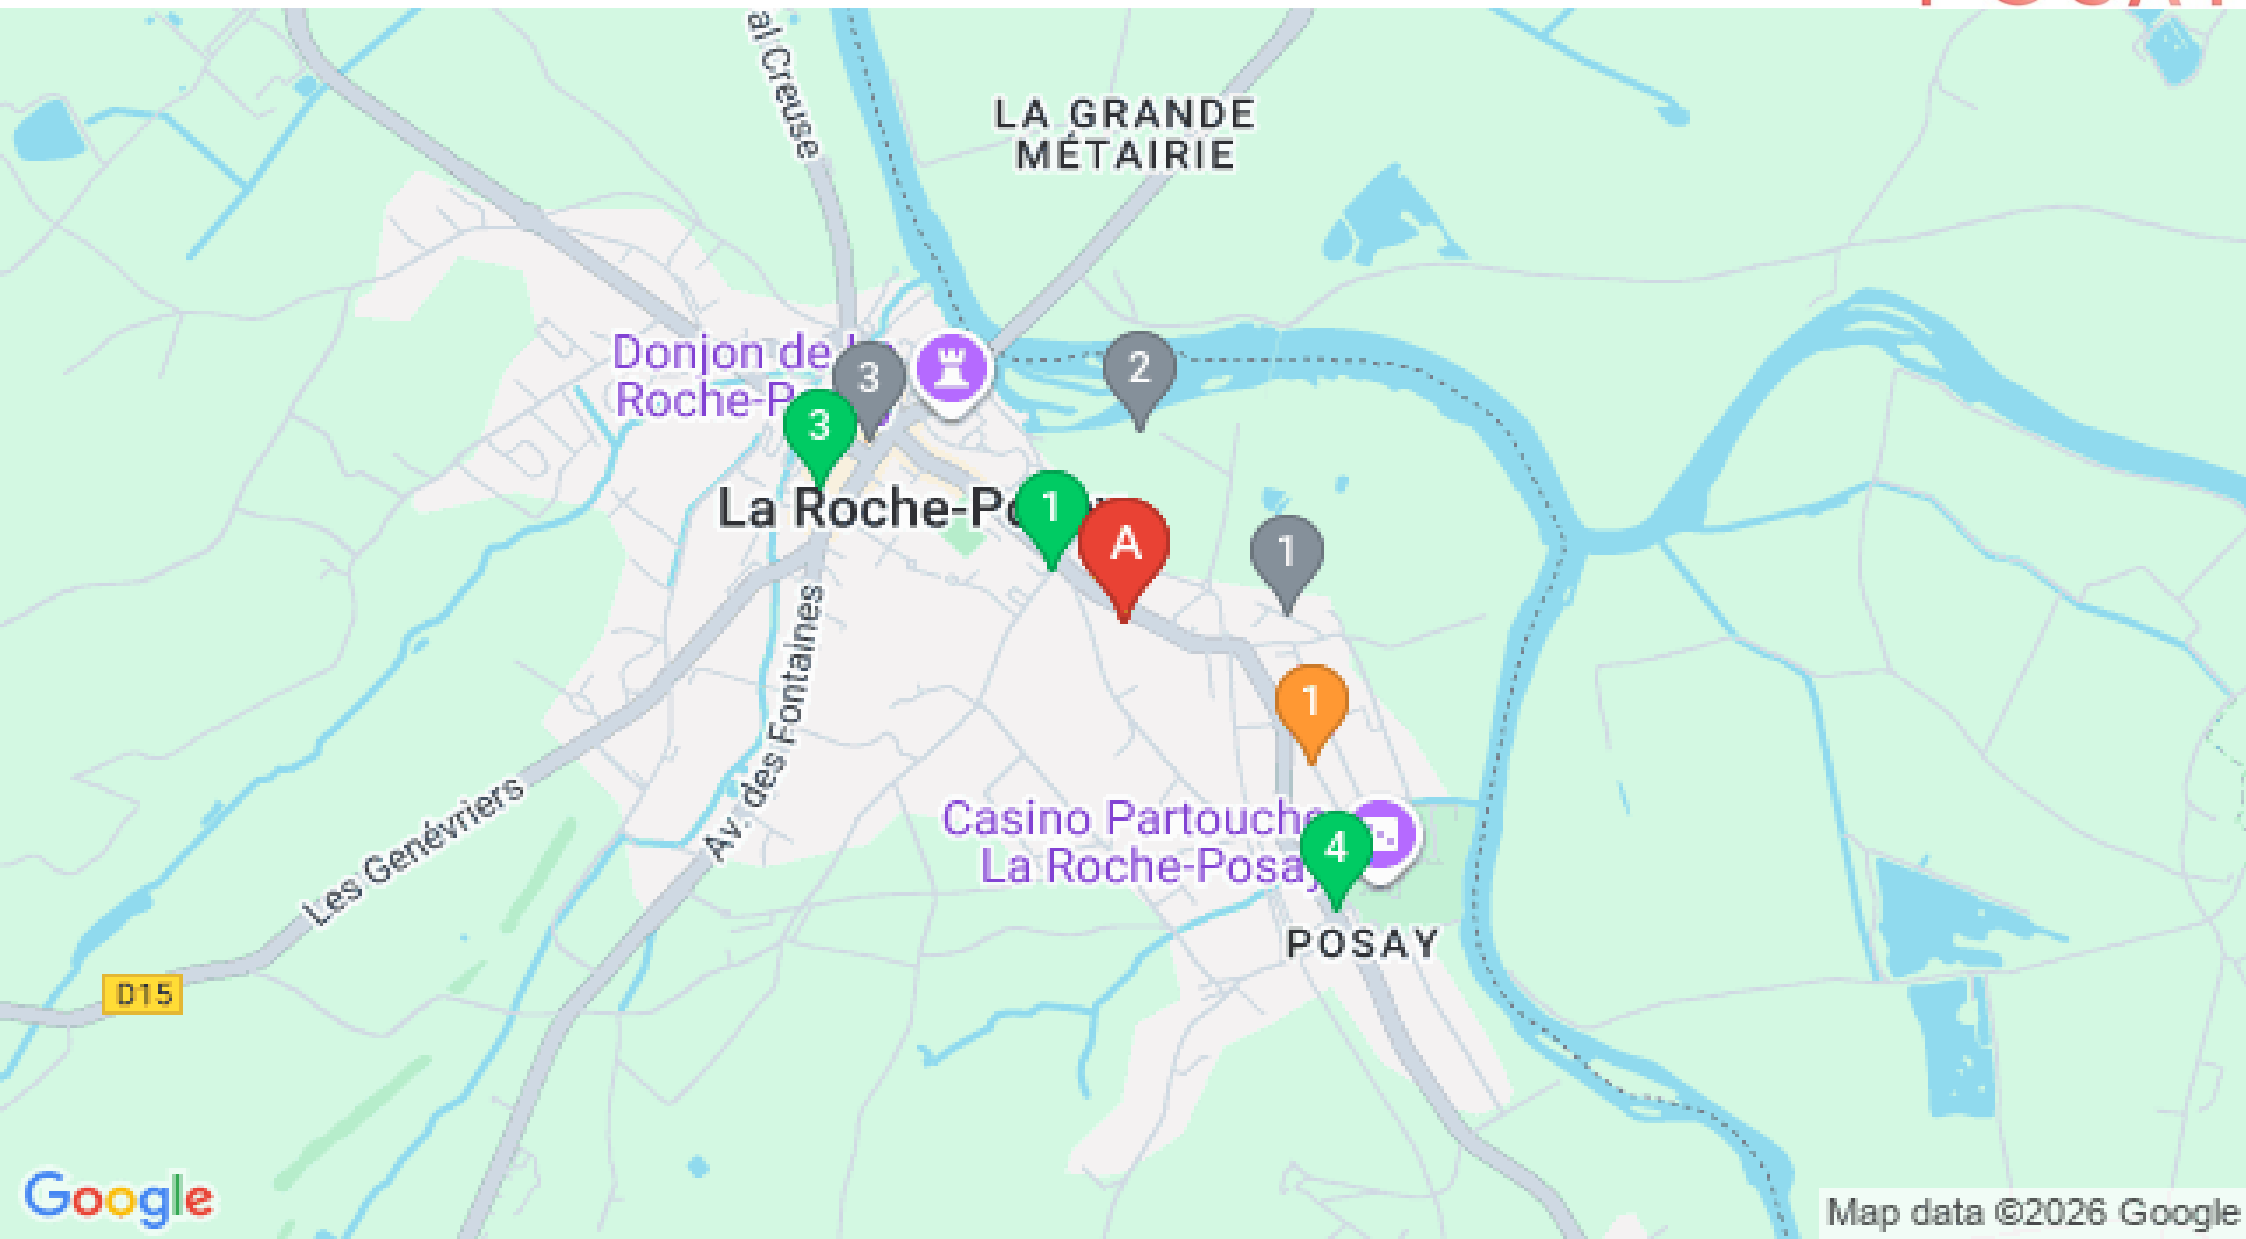 al Creuse
LA GRANDE
MÉTAIRIE
Donjon de
Roche-P
3
2
3
La Roche-Po
1
A
1
1
Av. des Fontaines
Casino Partouche
La Roche-Posay
4
POSAY
Les Genévriers
D15
Google
Map data ©2026 Google